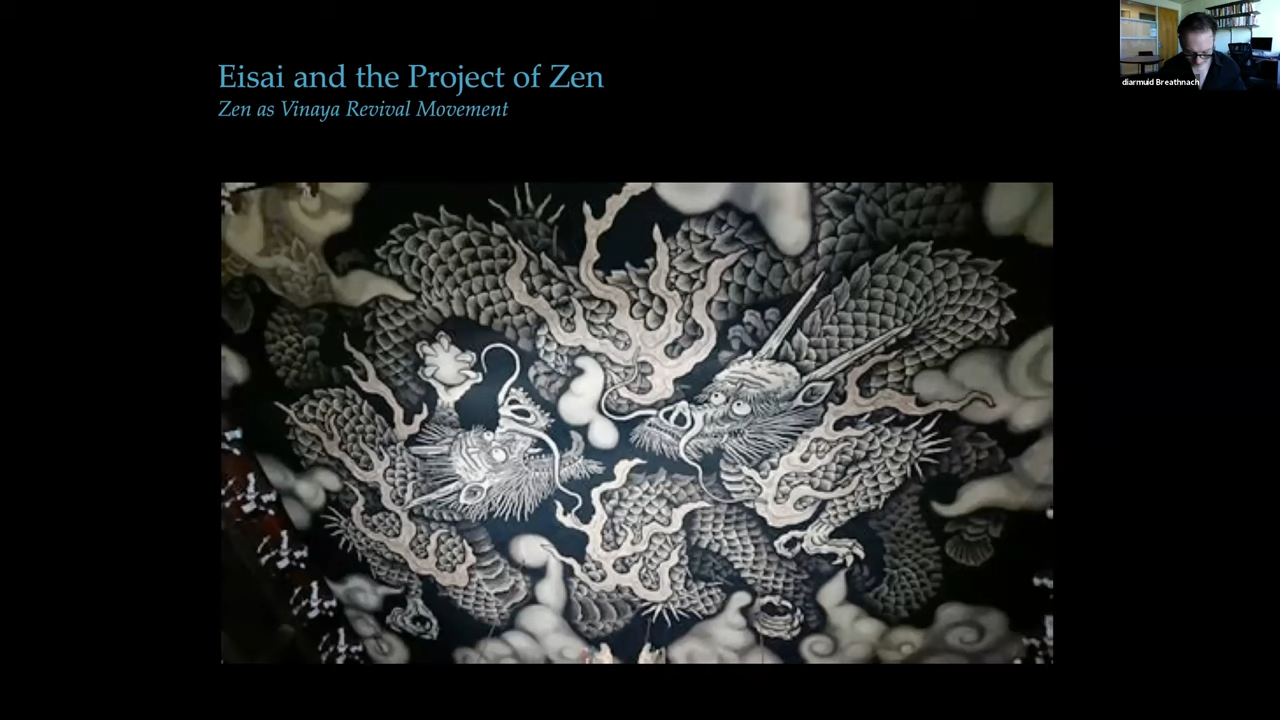 Eisai and the Project of Zen
Zen as Vinaya Revival Movement
diarmuid Breathnach